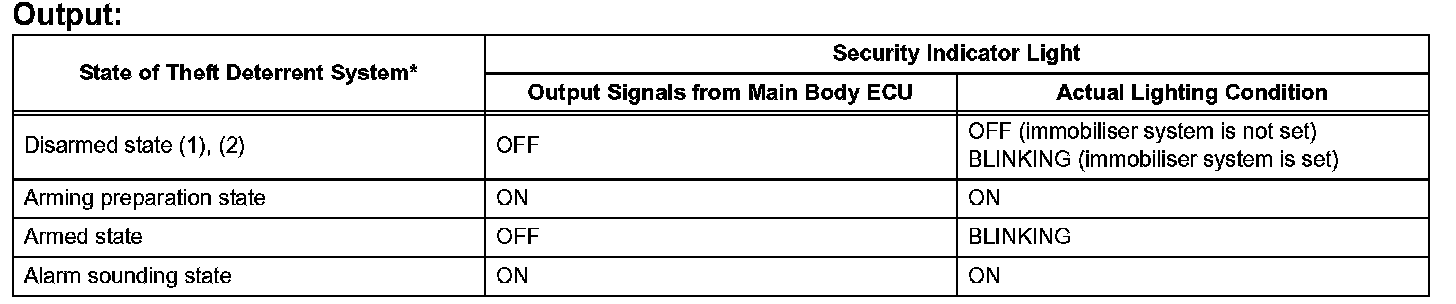 Output:
State of Theft Deterrent System*
Security Indicator Light
Output Signals from Main Body ECU
Actual Lighting Condition
Disarmed state (1), (2)
OFF
OFF (immobiliser system is not set)
BLINKING (immobiliser system is set)
Arming preparation state
ON
ON
Armed state
OFF
BLINKING
Alarm sounding state
ON
ON